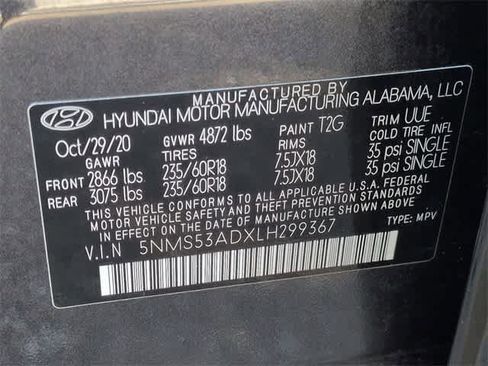 MANUFACTURED BY
HYUNDAI MOTOR MANUFACTURING ALABAMA, LLC
Oct/29/20 GVWR 4872 lbs PAINT T2G TRIM UUE
GAWR TIRES RIMS COLD TIRE INFL
FRONT 2866 lbs 235/60R18 7.5JX18 35 psi SINGLE
REAR 3075 lbs 235/60R18 7.5JX18 35 psi SINGLE
THIS VEHICLE CONFORMS TO ALL APPLICABLE U.S.A. FEDERAL
MOTOR VEHICLE SAFETY AND BUMPER STANDARDS
IN EFFECT ON THE DATE OF MANUFACTURE SHOWN ABOVE.
V.I.N 5NMS53ADXLH299367 TYPE: MPV